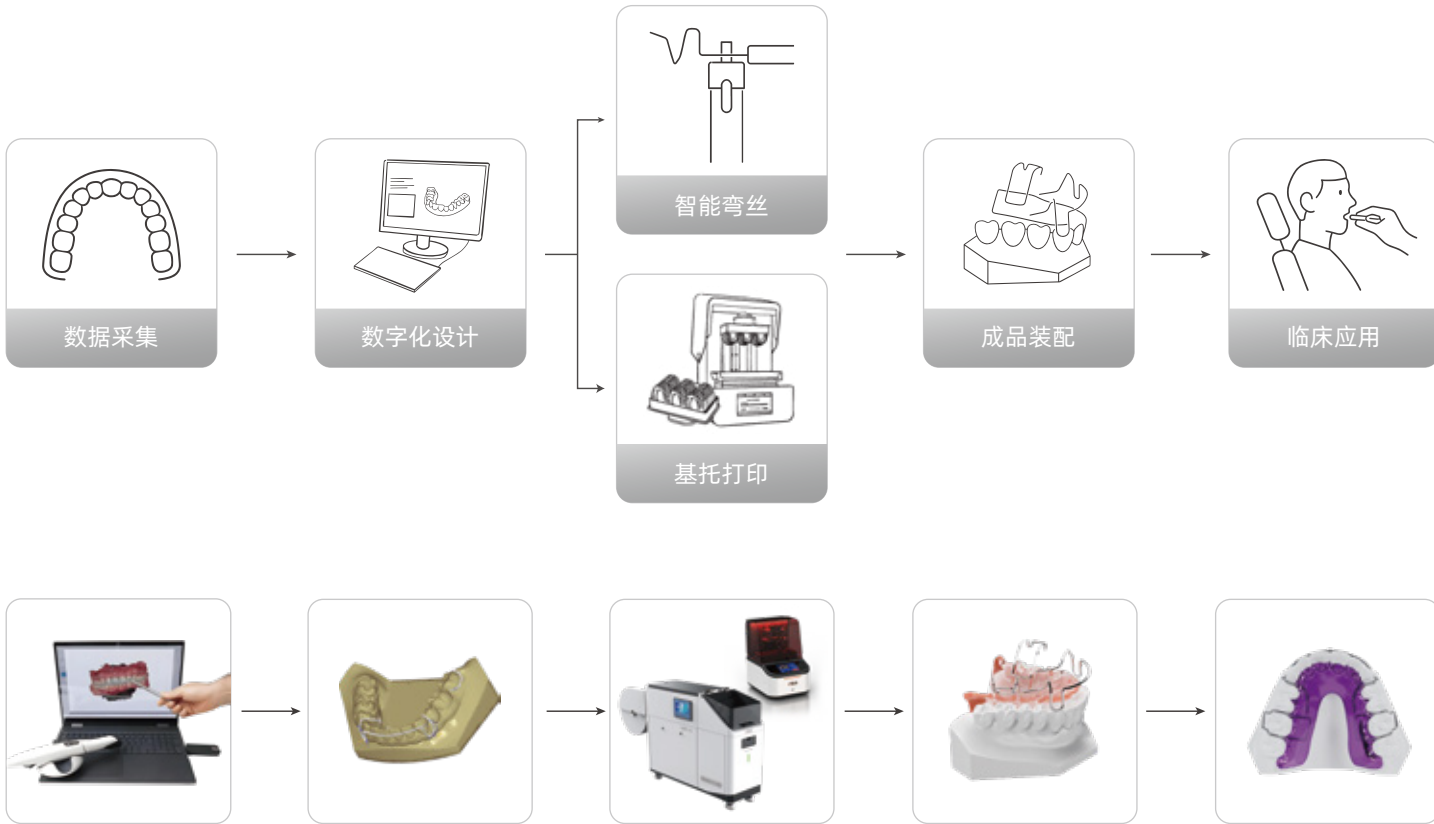 数据采集
数字化设计
智能弯丝
基托打印
成品装配
临床应用